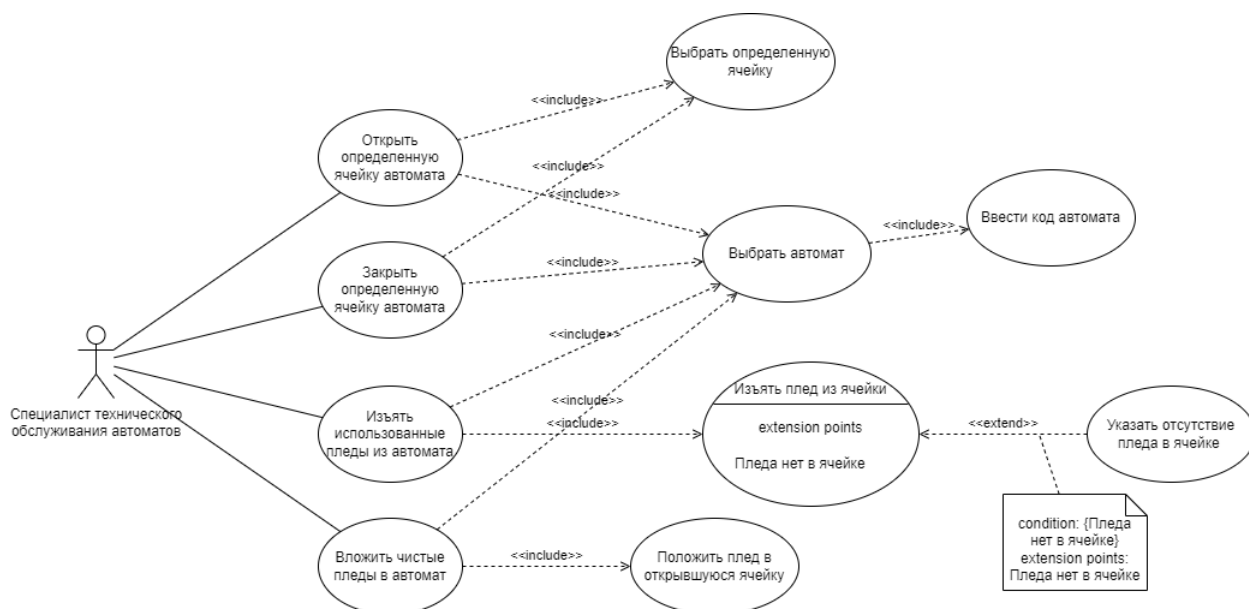 Выбрать определенную
ячейку
<<include>>
Открыть
определенную
ячейку автомата
<<include>>
<<include>>
Ввести код автомата
<<include>>
Выбрать автомат
<<include>>
Закрыть
определенную
ячейку автомата
<<include>>
Специалист технического
обслуживания автоматов
Изъять
использованные
пледы из автомата
<<include>>
<<include>>
Изъять плед из ячейки
extension points
Пледа нет в ячейке
<<extend>>
Указать отсутствие
пледа в ячейке
condition: {Пледа
нет в ячейке}
extension points:
Пледа нет в ячейке
Вложить чистые
пледы в автомат
<<include>>
Положить плед в
открывшуюся ячейку